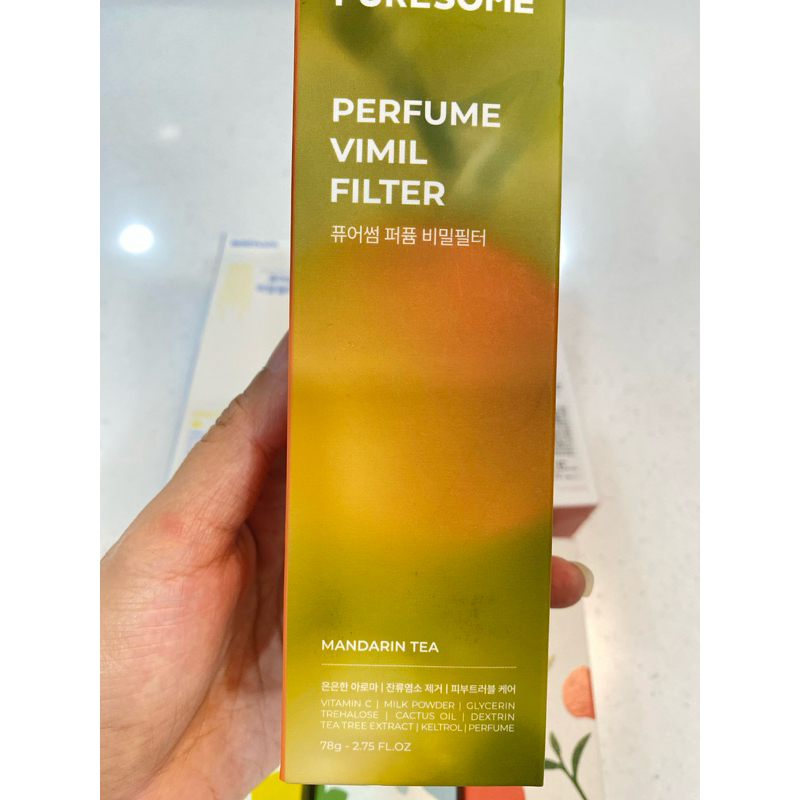 PURESOME
PERFUME
VIMIL
FILTER
퓨어썸 퍼퓸 비밀필터
MANDARIN TEA
은은한 아로마 | 잔류염소 제거 | 피부트러블 케어
VITAMIN C | MILK POWDER | GLYCERIN
TREHALOSE | CACTUS OIL | DEXTRIN
TEA TREE EXTRACT | KELTROL | PERFUME
78g - 2.75 FL.OZ